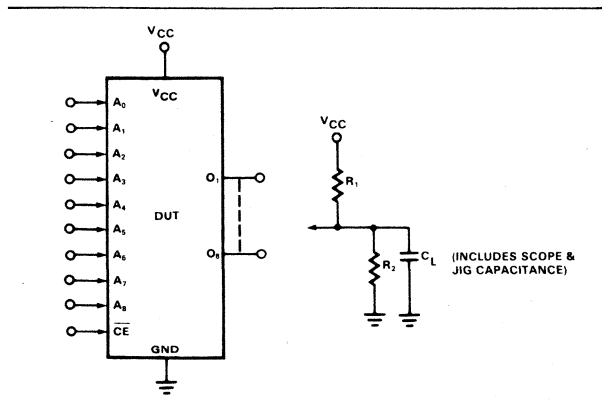 VCC
VCC
A0
A1
A2
A3
A4
A5
A6
A7
A8
CE
DUT
O1
O8
GND
VCC
R1
R2
CL
(INCLUDES SCOPE &
JIG CAPACITANCE)